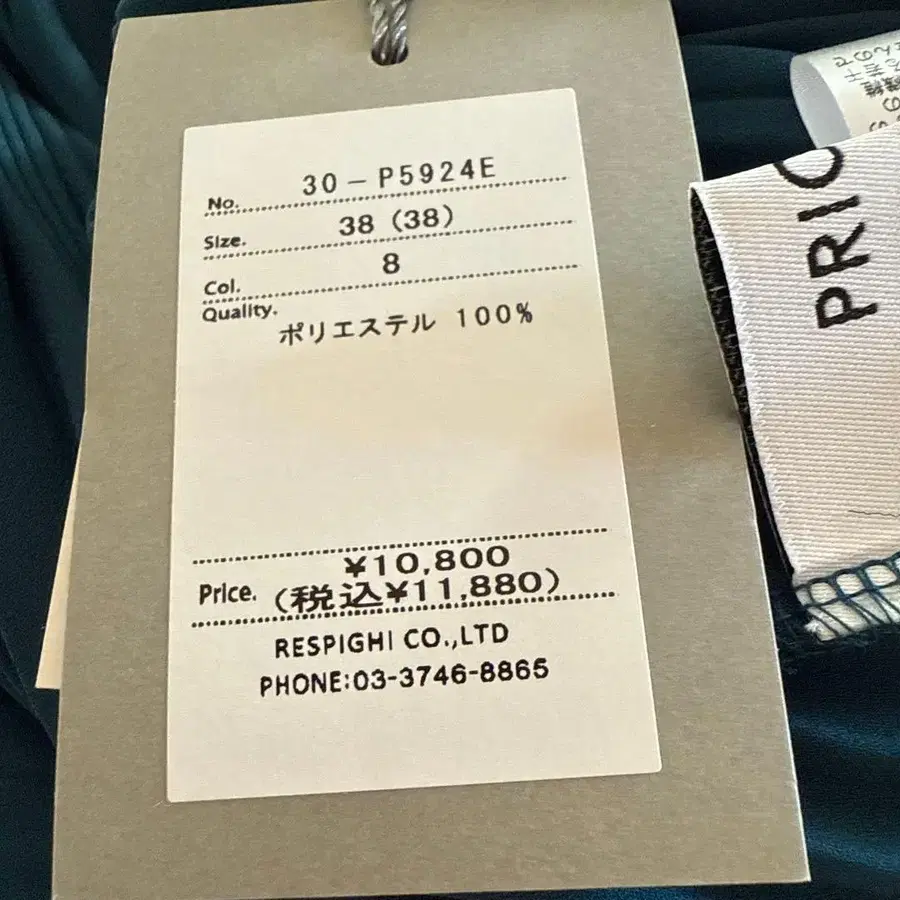 No. 30-P5924E
Size. 38 (38)
Col. 8
Quality.
ポリエステル 100%
¥10,800
Price. (税込¥11,880)
RESPIGHI CO.,LTD
PHONE:03-3746-8865
PRI